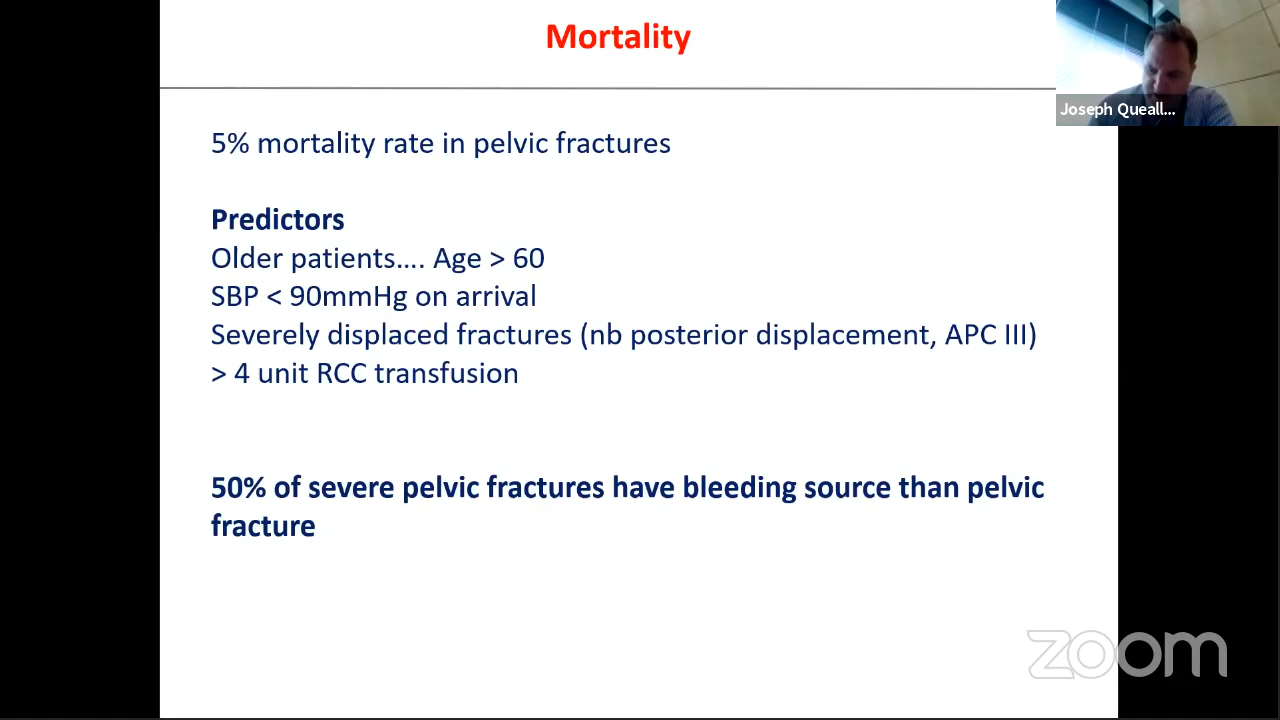 Mortality
Joseph Queall...
5% mortality rate in pelvic fractures
Predictors
Older patients…. Age > 60
SBP < 90mmHg on arrival
Severely displaced fractures (nb posterior displacement, APC III)
> 4 unit RCC transfusion
50% of severe pelvic fractures have bleeding source than pelvic
fracture
zoom